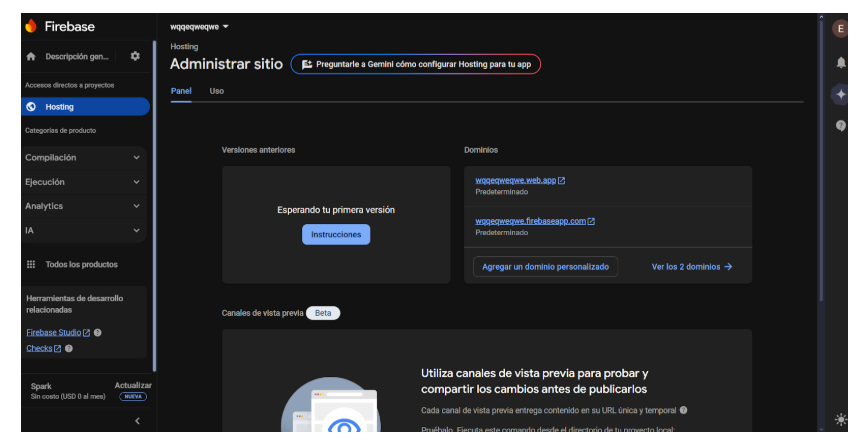 Firebase
Descripción gen...
Accesos directos a proyectos
Hosting
Categorías de producto
Compilación
Ejecución
Analytics
IA
Todos los productos
Herramientas de desarrollo
relacionadas
Firebase Studio
Checks
Spark
Sin costo (USD 0 al mes)
Actualizar
NUEVA
wqqeqweqwe
Hosting
Administrar sitio
Preguntarle a Gemini cómo configurar Hosting para tu app
Panel Uso
Versiones anteriores
Esperando tu primera versión
Instrucciones
Dominios
wqqeqweqwe.web.app
Predeterminado
wqqeqweqwe.firebaseapp.com
Predeterminado
Agregar un dominio personalizado
Ver los 2 dominios →
Canales de vista previa Beta
Utiliza canales de vista previa para probar y
compartir los cambios antes de publicarlos
Cada canal de vista previa entrega contenido en su URL única y temporal
Pruébalo. Ejecuta este comando desde el directorio de tu proyecto local:
E